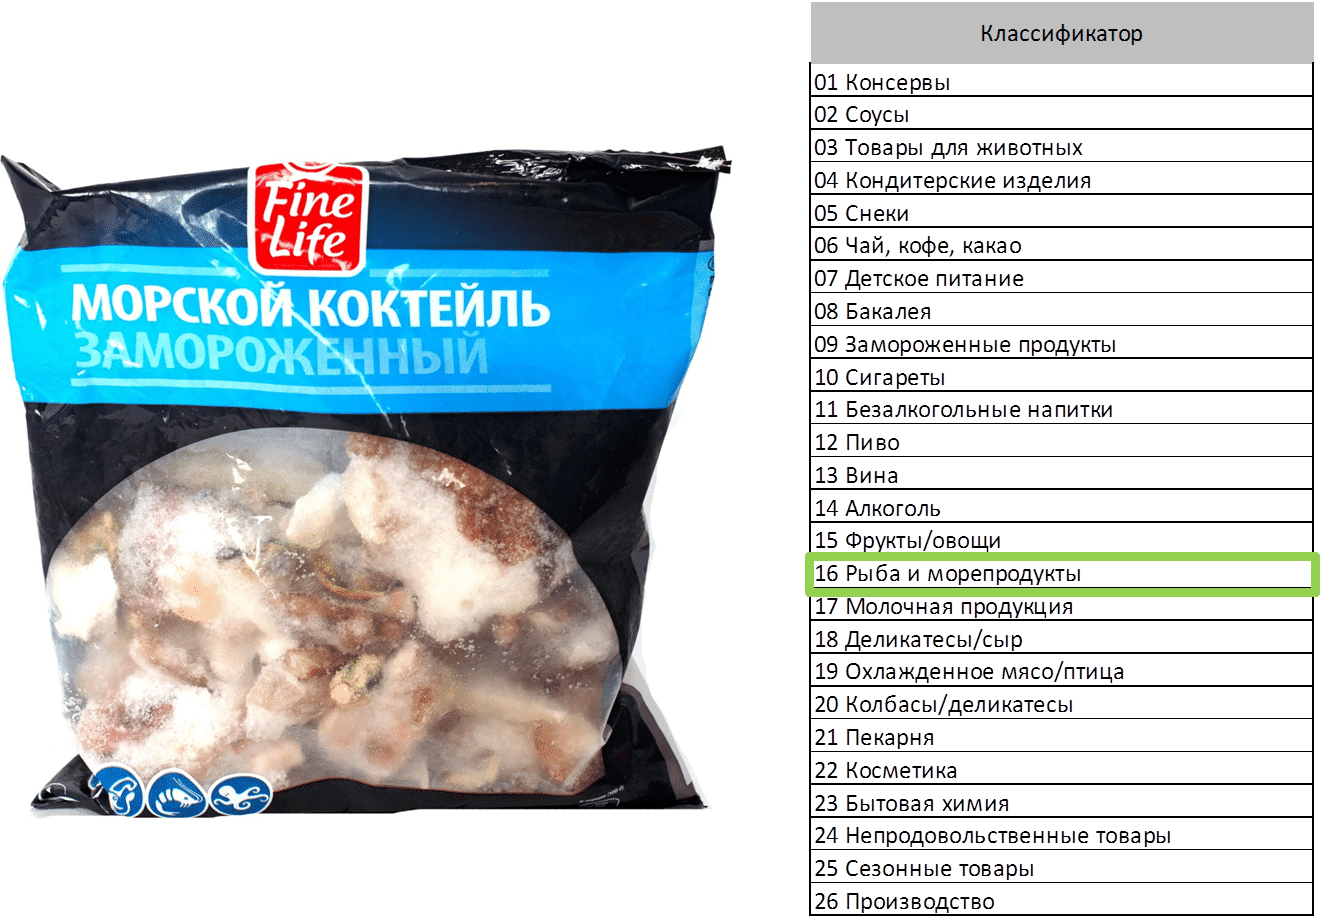 Fine
Life
МОРСКОЙ КОКТЕЙЛЬ
ЗАМОРОЖЕННЫЙ
Классификатор
01 Консервы
02 Соусы
03 Товары для животных
04 Кондитерские изделия
05 Снеки
06 Чай, кофе, какао
07 Детское питание
08 Бакалея
09 Замороженные продукты
10 Сигареты
11 Безалкогольные напитки
12 Пиво
13 Вина
14 Алкоголь
15 Фрукты/овощи
16 Рыба и морепродукты
17 Молочная продукция
18 Деликатесы/сыр
19 Охлажденное мясо/птица
20 Колбасы/деликатесы
21 Пекарня
22 Косметика
23 Бытовая химия
24 Непродовольственные товары
25 Сезонные товары
26 Производство